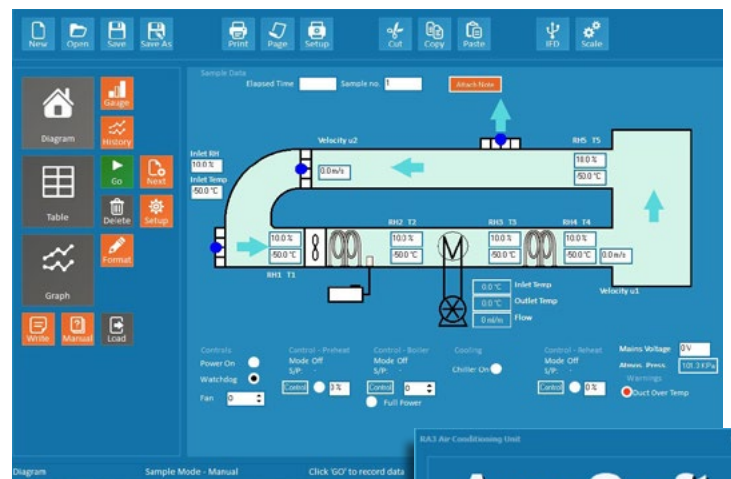 New Open Save Save As Print Page Setup Cut Copy Paste IFD Scale
Sample Data
Elapsed Time Sample no. 1 Attach Note
Diagram
Gauge
History
Table
Go Next
Delete Setup
Format
Graph
Write Manual Load
Velocity u2
RH5 T5
Inlet RH
10.0 %
Inlet Temp
-50.0 °C
0.0 m/s
10.0 %
-50.0 °C
RH2 T2 RH3 T3 RH4 T4
10.0 % 10.0 % 10.0 % 10.0 %
-50.0 °C -50.0 °C -50.0 °C -50.0 °C 0.0 m/s
RH1 T1
Velocity u1
0.0 °C Inlet Temp
0.0 °C Outlet Temp
0 ml/m Flow
Controls
Power On
Watchdog
Fan 0
Control - Preheat
Mode Off
S/P: -
Control 0 %
Control - Boiler
Mode Off
S/P: -
Control 0
Full Power
Cooling
Chiller On
Control - Reheat
Mode Off
S/P: -
Control 0 %
Mains Voltage 0 V
Atmos. Press. 101.3 KPa
Warnings
Duct Over Temp
RA3 Air Conditioning Unit
Diagram Sample Mode - Manual Click 'GO' to record data